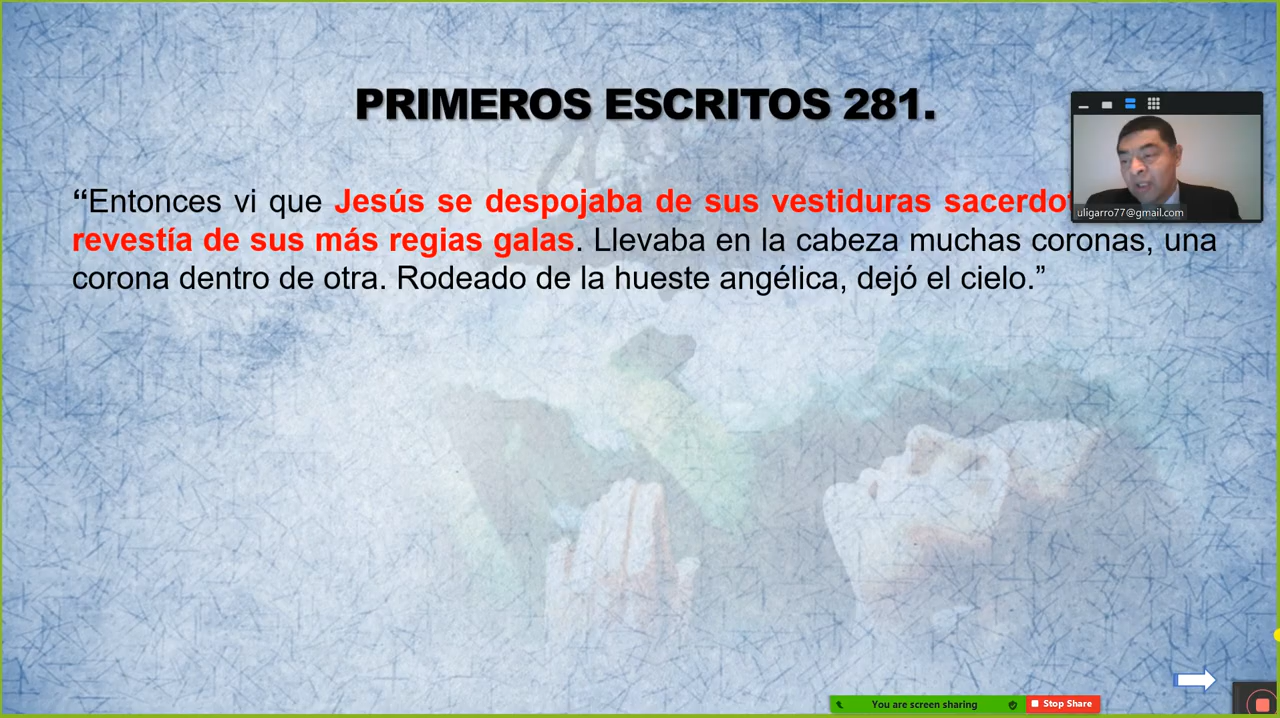 PRIMEROS ESCRITOS 281.
“Entonces vi que Jesús se despojaba de sus vestiduras
revestía de sus más regias galas. Llevaba en la cabeza muchas coronas, una
corona dentro de otra. Rodeado de la hueste angélica, dejó el cielo.”
uligarro77@gmail.com
You are screen sharing
Stop Share